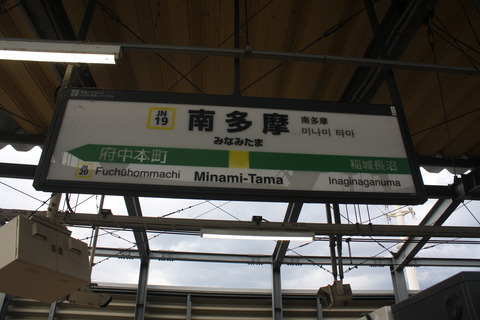 JN
19
南多摩
南多摩
미나미 타마
みなみたま
府中本町
稲城長沼
JN
20
Fuchūhommachi
Minami-Tama
Inaginaganuma